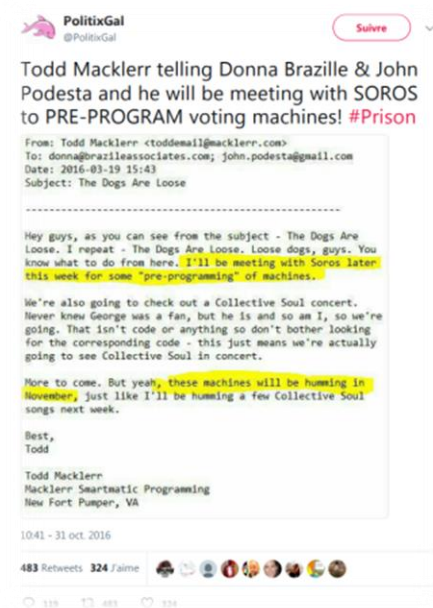 PolitixGal
@PolitixGal
Suivre
Todd Macklerr telling Donna Brazille & John
Podesta and he will be meeting with SOROS
to PRE-PROGRAM voting machines! #Prison
From: Todd Macklerr <toddemail@macklerr.com>
To: donna@brazileassociates.com; john.podesta@gmail.com
Date: 2016-03-19 15:43
Subject: The Dogs Are Loose
--------------------------------------------------
Hey guys, as you can see from the subject - The Dogs Are
Loose. I repeat - The Dogs Are Loose. Loose dogs, guys. You
know what to do from here. I'll be meeting with Soros later
this week for some "pre-programming" of machines.
We're also going to check out a Collective Soul concert.
Never knew George was a fan, but he is and so am I, so we're
going. That isn't code or anything so don't bother looking
for the corresponding code - this just means we're actually
going to see Collective Soul in concert.
More to come. But yeah, these machines will be humming in
November, just like I'll be humming a few Collective Soul
songs next week.
Best,
Todd
Todd Macklerr
Macklerr Smartmatic Programming
New Fort Pumper, VA
10:41 - 31 oct. 2016
483 Retweets 324 J'aime
119 483 324